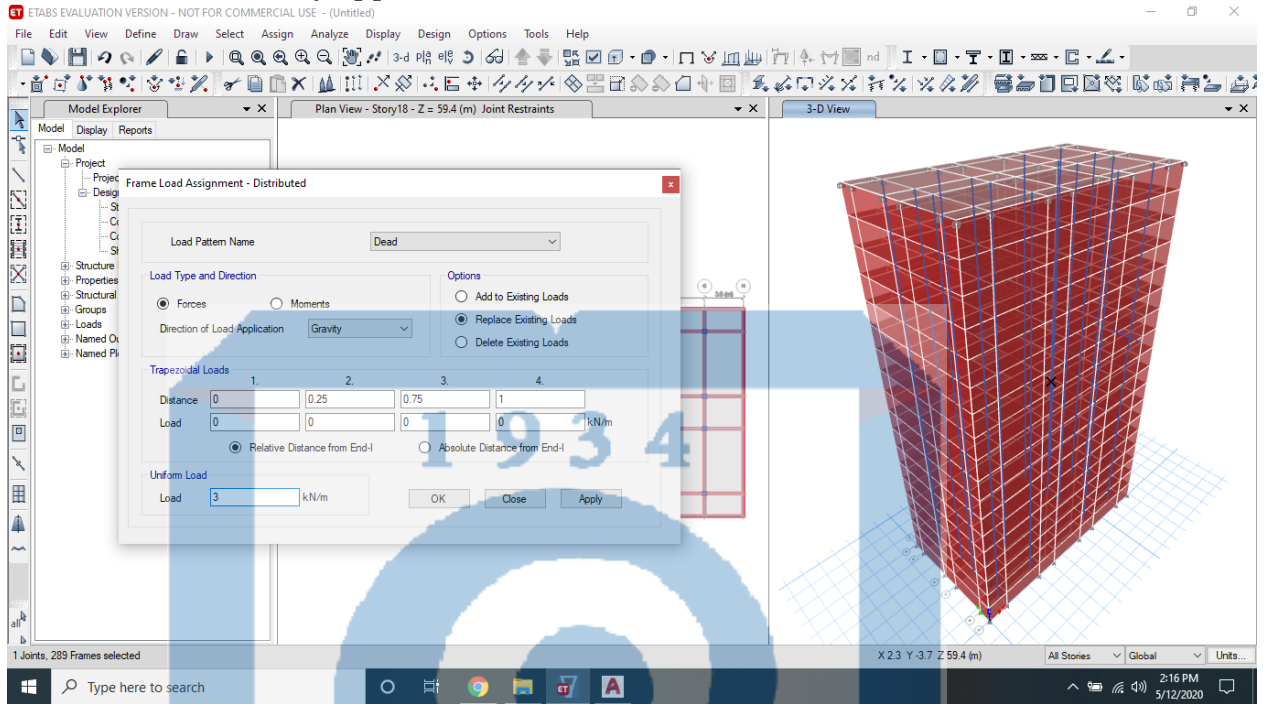 ETABS EVALUATION VERSION - NOT FOR COMMERCIAL USE - (Untitled)
File Edit View Define Draw Select Assign Analyze Display Design Options Tools Help
3-d
nd
Model Explorer
Plan View - Story18 - Z = 59.4 (m) Joint Restraints
3-D View
Model Display Reports
Model
Project
Structure
Properties
Structural
Groups
Loads
Frame Load Assignment - Distributed
Load Pattern Name Dead
Load Type and Direction
Forces Moments
Direction of Load Application Gravity
Options
Add to Existing Loads
Replace Existing Loads
Delete Existing Loads
Trapezoidal Loads
1. 2. 3. 4.
Distance 0 0.25 0.75 1
Load 0 0 0 0 kN/m
Relative Distance from End-I Absolute Distance from End-I
Uniform Load
Load 3 kN/m
OK Close Apply
1934
all
1 Joints, 289 Frames selected
X 2.3 Y -3.7 Z 59.4 (m)
All Stories Global Units...
Type here to search
2:16 PM
5/12/2020